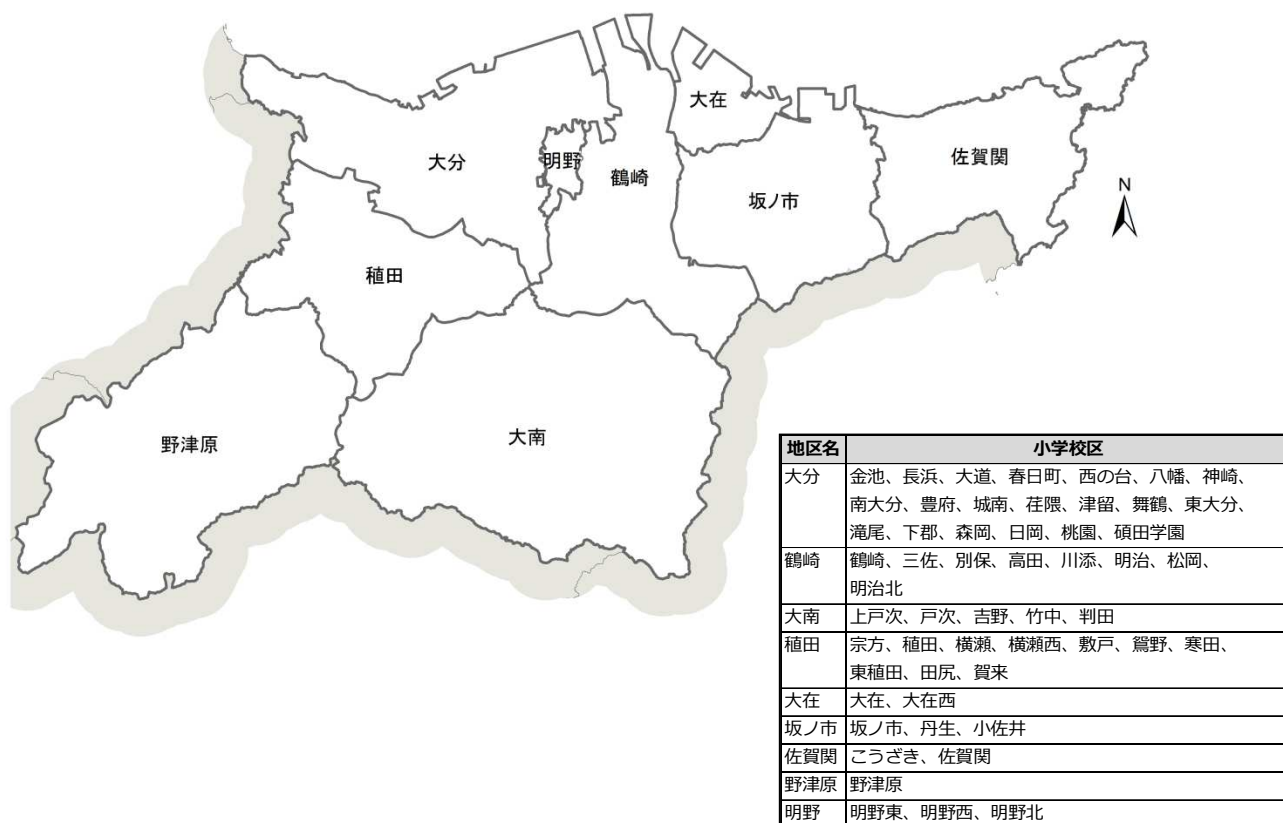 大在
佐賀関
大分
明野
鶴崎
坂ノ市
N
稙田
野津原
大南
地区名 小学校区
大分 金池、長浜、大道、春日町、西の台、八幡、神崎、
南大分、豊府、城南、荏隈、津留、舞鶴、東大分、
滝尾、下郡、森岡、日岡、桃園、碩田学園
鶴崎 鶴崎、三佐、別保、高田、川添、明治、松岡、
明治北
大南 上戸次、戸次、吉野、竹中、判田
稙田 宗方、稙田、横瀬、横瀬西、敷戸、鴛野、寒田、
東稙田、田尻、賀来
大在 大在、大在西
坂ノ市 坂ノ市、丹生、小佐井
佐賀関 こうざき、佐賀関
野津原 野津原
明野 明野東、明野西、明野北